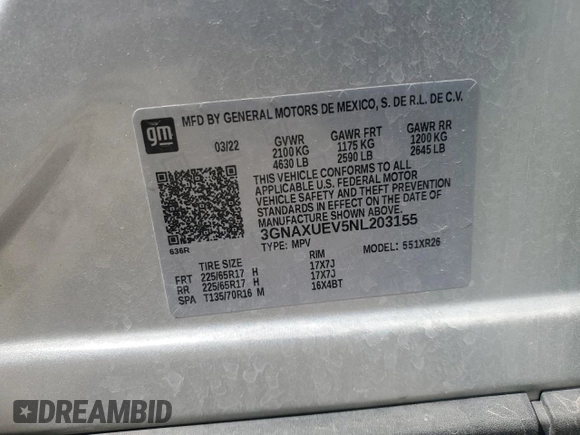 gm
MFD BY GENERAL MOTORS DE MEXICO, S. DE R.L. DE C.V.
03/22 GVWR GAWR FRT GAWR RR
2100 KG 1175 KG 1200 KG
4630 LB 2590 LB 2645 LB
THIS VEHICLE CONFORMS TO ALL
APPLICABLE U.S. FEDERAL MOTOR
VEHICLE SAFETY AND THEFT PREVENTION
STANDARDS IN EFFECT ON THE DATE OF
MANUFACTURE SHOWN ABOVE.
3GNAXUEV5NL203155
TYPE: MPV MODEL: 551XR26
636R
TIRE SIZE RIM
FRT 225/65R17 H 17X7J
RR 225/65R17 H 17X7J
SPA T135/70R16 M 16X4BT
DREAMBID